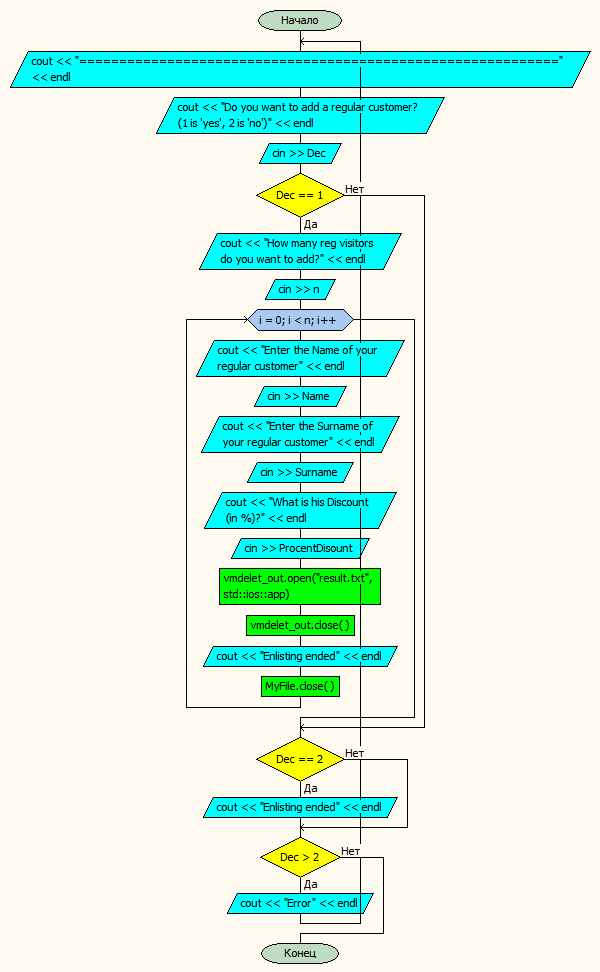 Начало
cout << "============================================================"
<< endl
cout << "Do you want to add a regular customer?
(1 is 'yes', 2 is 'no')" << endl
cin >> Dec
Dec == 1
Нет
Да
cout << "How many reg visitors
do you want to add?" << endl
cin >> n
i = 0; i < n; i++
cout << "Enter the Name of your
regular customer" << endl
cin >> Name
cout << "Enter the Surname of
your regular customer" << endl
cin >> Surname
cout << "What is his Discount
(in %)?" << endl
cin >> ProcentDisount
vmdelet_out.open("result.txt",
std::ios::app)
vmdelet_out.close()
cout << "Enlisting ended" << endl
MyFile.close()
Dec == 2
Нет
Да
cout << "Enlisting ended" << endl
Dec > 2
Нет
Да
cout << "Error" << endl
Конец